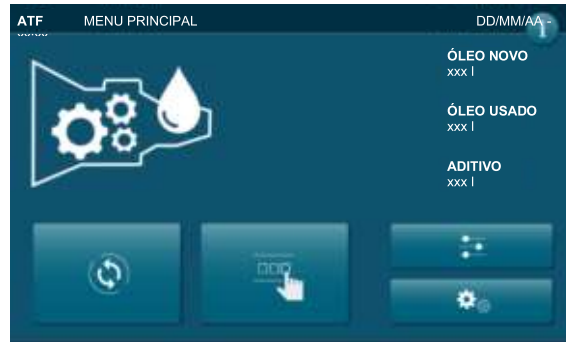 ATF MENU PRINCIPAL DD/MM/AA -
ÓLEO NOVO
xxx l
ÓLEO USADO
xxx l
ADITIVO
xxx l